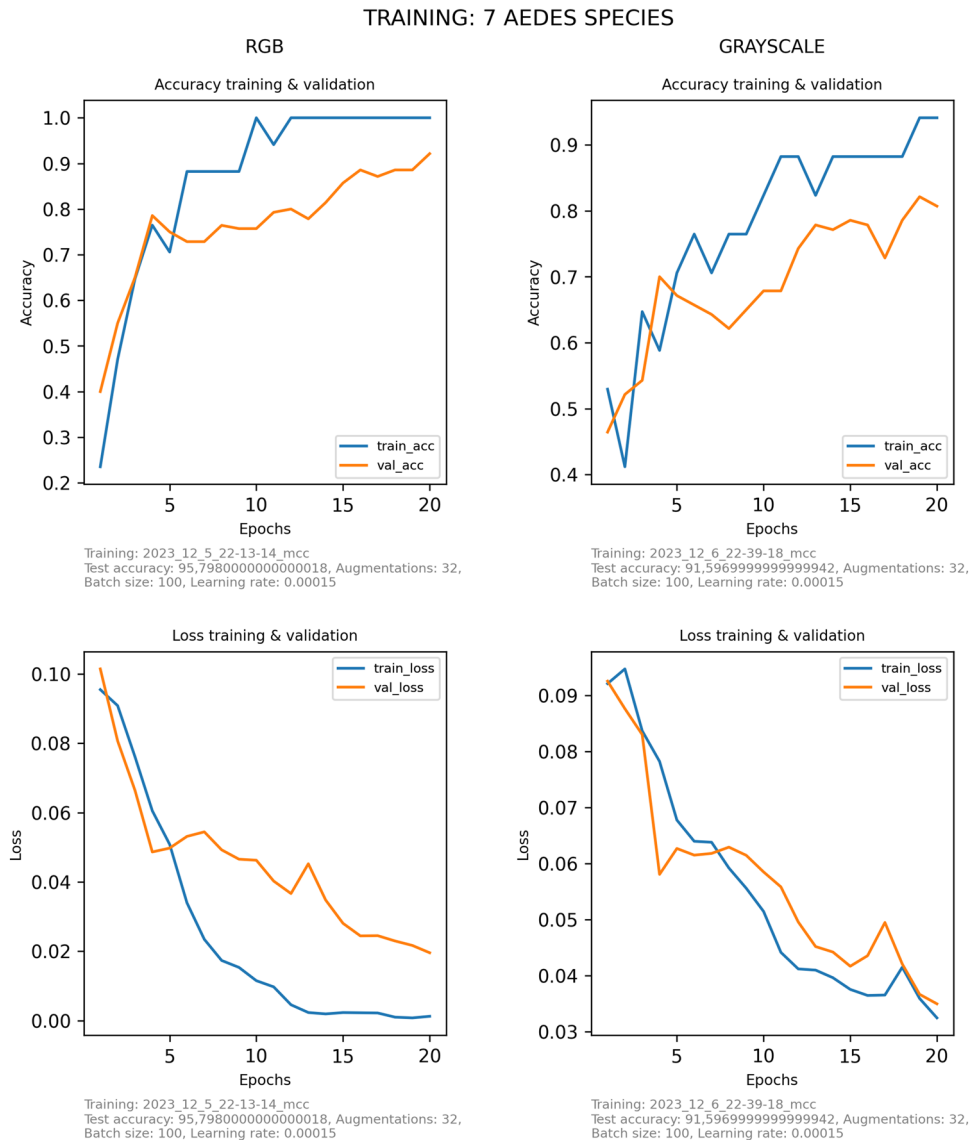 TRAINING: 7 AEDES SPECIES
RGB
GRAYSCALE
Accuracy training & validation
1.0
0.9
0.8
0.7
0.6
0.5
0.4
0.3
0.2
Accuracy
5
10
15
20
Epochs
train_acc
val_acc
Training: 2023_12_5_22-13-14_mcc
Test accuracy: 95,7980000000000018, Augmentations: 32,
Batch size: 100, Learning rate: 0.00015
Accuracy training & validation
0.9
0.8
0.7
0.6
0.5
0.4
Accuracy
5
10
15
20
Epochs
train_acc
val_acc
Training: 2023_12_6_22-39-18_mcc
Test accuracy: 91,5969999999999942, Augmentations: 32,
Batch size: 100, Learning rate: 0.00015
Loss training & validation
0.10
0.08
0.06
0.04
0.02
0.00
Loss
5
10
15
20
Epochs
train_loss
val_loss
Training: 2023_12_5_22-13-14_mcc
Test accuracy: 95,7980000000000018, Augmentations: 32,
Batch size: 100, Learning rate: 0.00015
Loss training & validation
0.09
0.08
0.07
0.06
0.05
0.04
0.03
Loss
5
10
15
20
Epochs
train_loss
val_loss
Training: 2023_12_6_22-39-18_mcc
Test accuracy: 91,5969999999999942, Augmentations: 32,
Batch size: 100, Learning rate: 0.00015